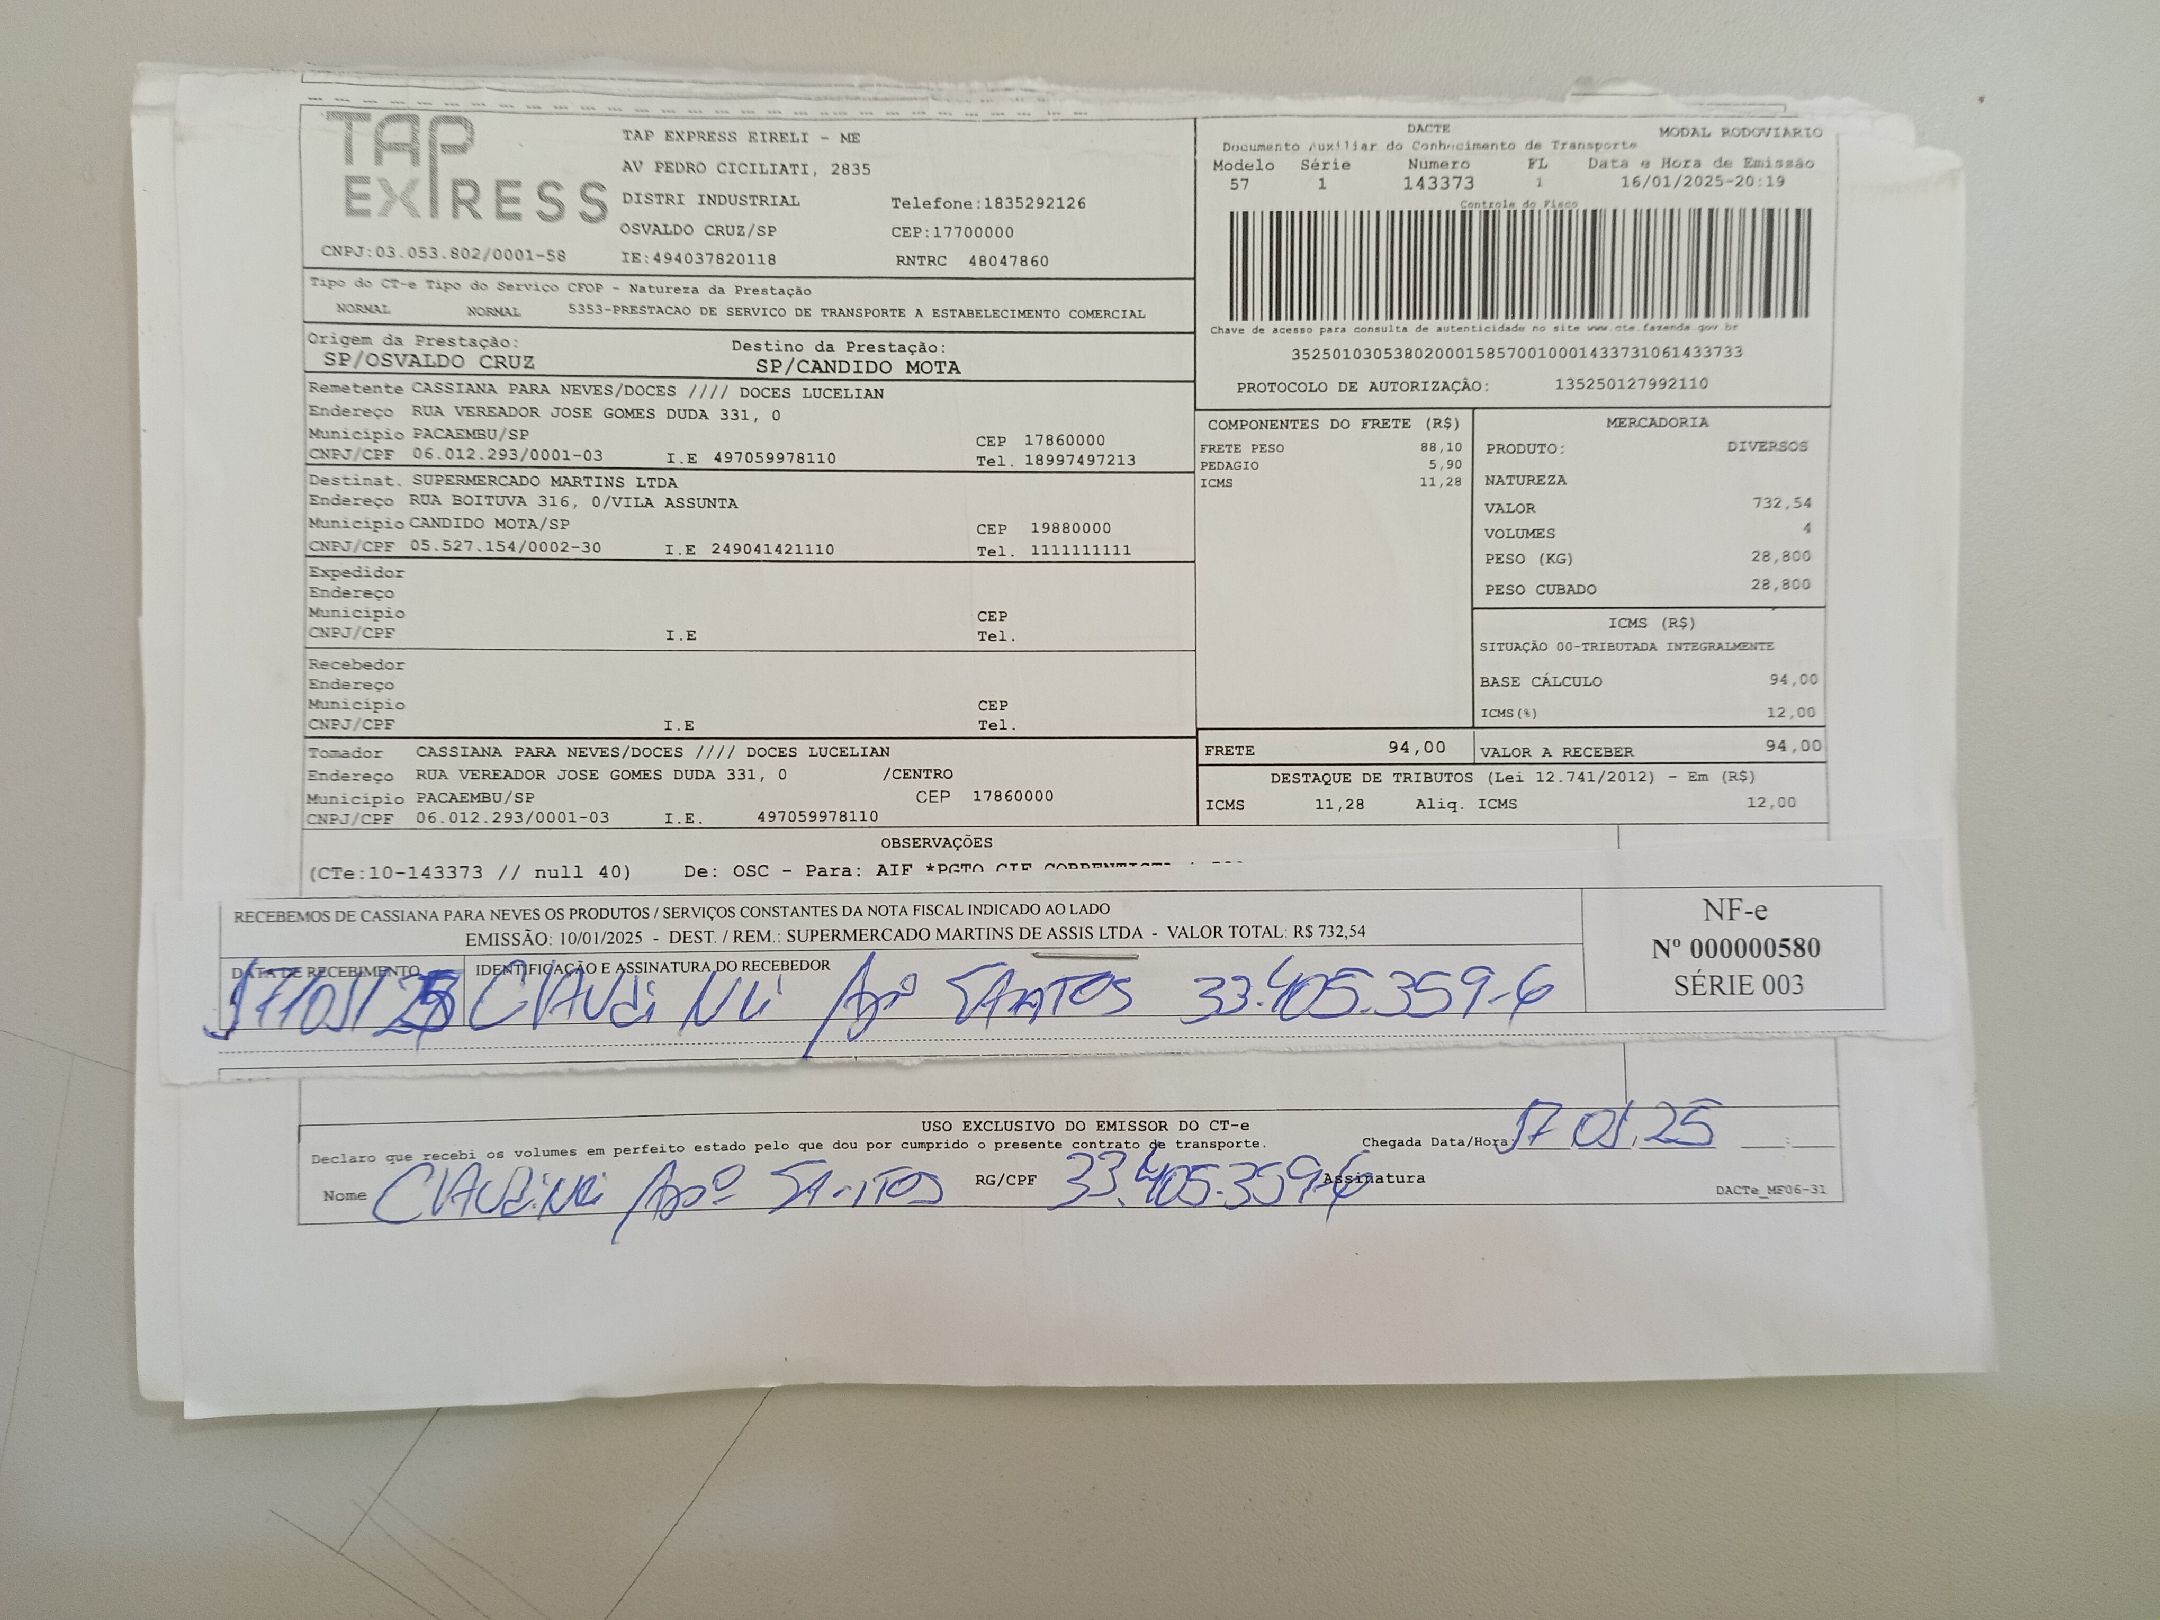 TAP EXPRESS
TAP EXPRESS EIRELI - ME
AV PEDRO CICILIATI, 2835
DISTRI INDUSTRIAL Telefone:1835292126
OSVALDO CRUZ/SP CEP:17700000
CNPJ:03.053.802/0001-58 IE:494037820118 RNTRC 48047860
DACTE MODAL RODOVIARIO
Documento Auxiliar do Conhecimento de Transporte
Modelo Série Numero FL Data e Hora de Emissão
57 1 143373 1 16/01/2025-20:19
Controle do Fisco
Chave de acesso para consulta de autenticidade no site www.cte.fazenda.gov.br
35250103053802000158570010001433731061433733
PROTOCOLO DE AUTORIZAÇÃO: 135250127992110
Tipo do CT-e Tipo do Serviço CFOP - Natureza da Prestação
NORMAL NORMAL 5353-PRESTACAO DE SERVICO DE TRANSPORTE A ESTABELECIMENTO COMERCIAL
Origem da Prestação: Destino da Prestação:
SP/OSVALDO CRUZ SP/CANDIDO MOTA
Remetente CASSIANA PARA NEVES/DOCES //// DOCES LUCELIAN
Endereço RUA VEREADOR JOSE GOMES DUDA 331, 0
Municipio PACAEMBU/SP CEP 17860000
CNPJ/CPF 06.012.293/0001-03 I.E 497059978110 Tel. 18997497213
Destinat. SUPERMERCADO MARTINS LTDA
Endereço RUA BOITUVA 316, 0/VILA ASSUNTA
Municipio CANDIDO MOTA/SP CEP 19880000
CNPJ/CPF 05.527.154/0002-30 I.E 249041421110 Tel. 1111111111
Expedidor
Endereço
Municipio CEP
CNPJ/CPF I.E Tel.
Recebedor
Endereço
Municipio CEP
CNPJ/CPF I.E Tel.
Tomador CASSIANA PARA NEVES/DOCES //// DOCES LUCELIAN
Endereço RUA VEREADOR JOSE GOMES DUDA 331, 0 /CENTRO
Municipio PACAEMBU/SP CEP 17860000
CNPJ/CPF 06.012.293/0001-03 I.E. 497059978110
COMPONENTES DO FRETE (R$)
FRETE PESO 88,10
PEDAGIO 5,90
ICMS 11,28
MERCADORIA
PRODUTO: DIVERSOS
NATUREZA
VALOR 732,54
VOLUMES 4
PESO (KG) 28,800
PESO CUBADO 28,800
ICMS (R$)
SITUAÇÃO 00-TRIBUTADA INTEGRALMENTE
BASE CÁLCULO 94,00
ICMS(%) 12,00
FRETE 94,00 VALOR A RECEBER 94,00
DESTAQUE DE TRIBUTOS (Lei 12.741/2012) - Em (R$)
ICMS 11,28 Aliq. ICMS 12,00
OBSERVAÇÕES
(CTe:10-143373 // null 40) De: OSC - Para: AIF *PGTO CIF
RECEBEMOS DE CASSIANA PARA NEVES OS PRODUTOS / SERVIÇOS CONSTANTES DA NOTA FISCAL INDICADO AO LADO
EMISSÃO: 10/01/2025 - DEST. / REM.: SUPERMERCADO MARTINS DE ASSIS LTDA - VALOR TOTAL: R$ 732,54
DATA DE RECEBIMENTO IDENTIFICAÇÃO E ASSINATURA DO RECEBEDOR
17/01/25 Claudinei Apº SANTOS 33.405.359-6
NF-e
Nº 000000580
SÉRIE 003
USO EXCLUSIVO DO EMISSOR DO CT-e
Declaro que recebi os volumes em perfeito estado pelo que dou por cumprido o presente contrato de transporte. Chegada Data/Hora 17 01.25 __:__
Nome Claudinei Apº SANTOS RG/CPF 33.405.359-6 Assinatura
DACTe_MF06-31